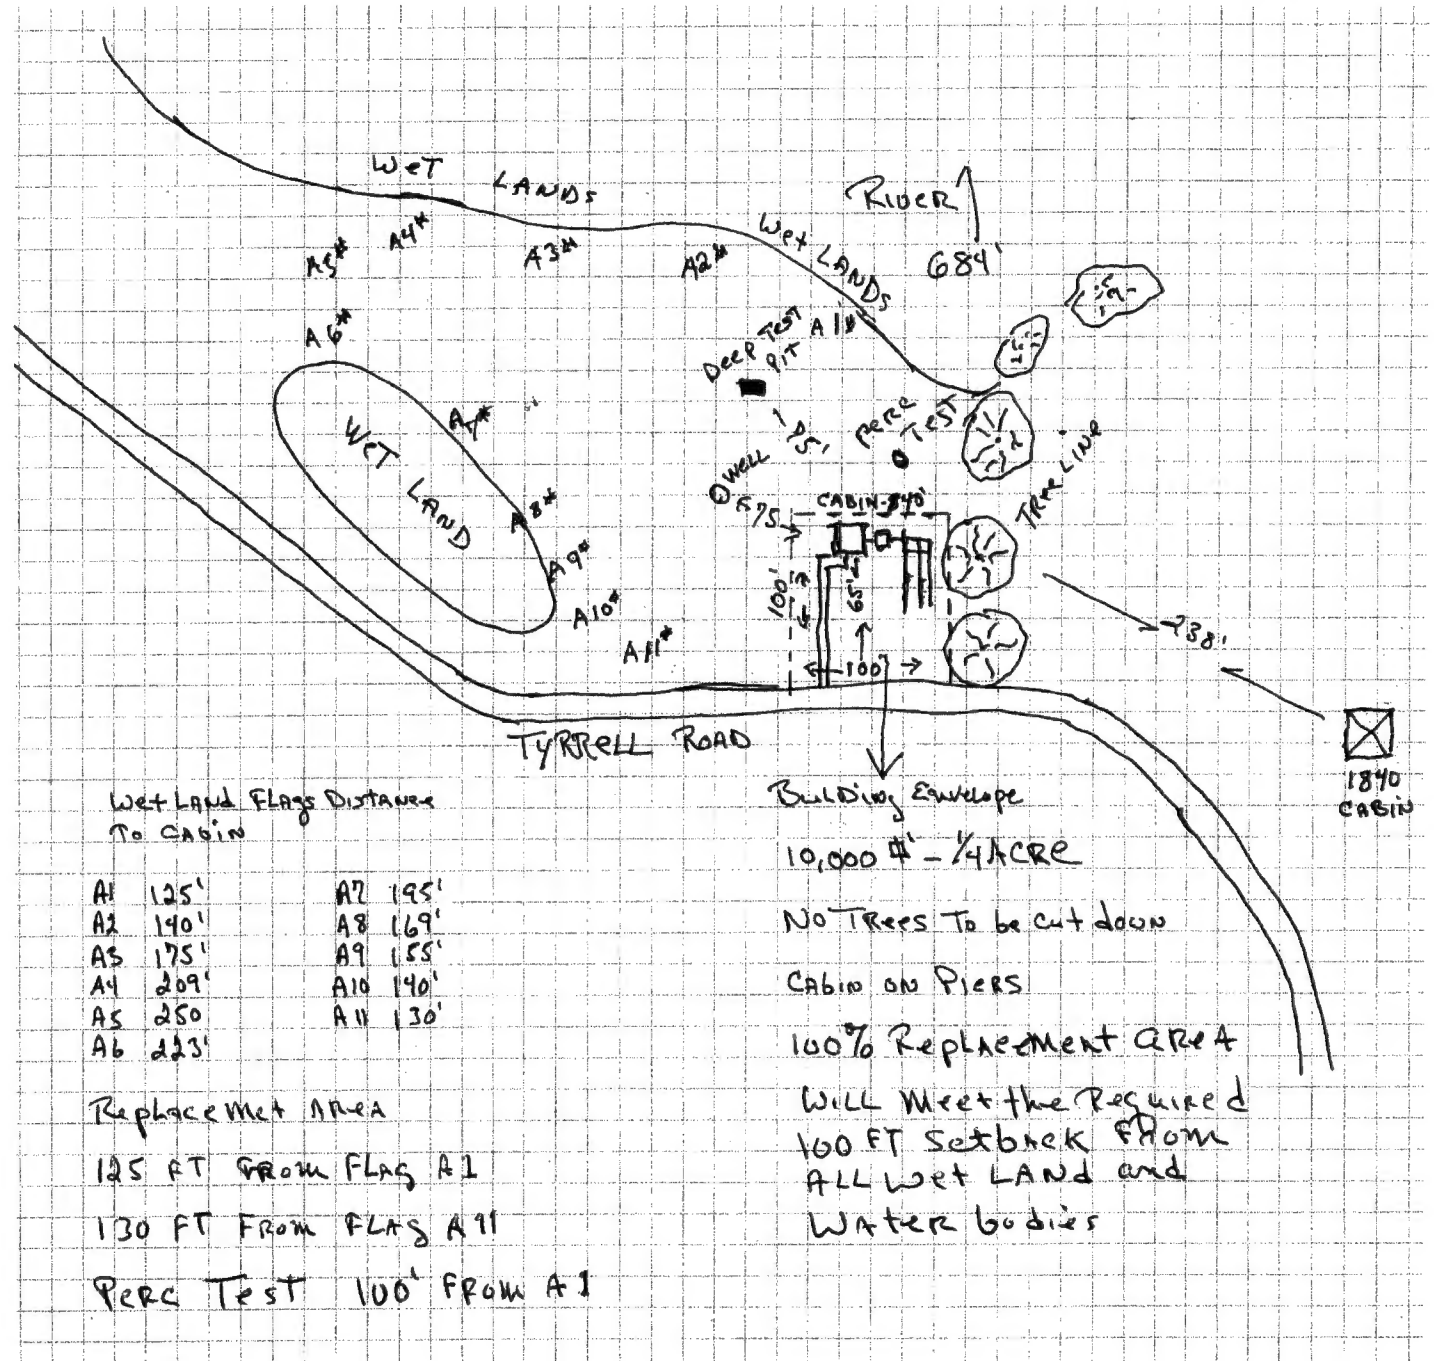 WeT LANDS
RIVER
684'
Wet LANDs
A5*
A4*
A3*
A2*
A1*
A6*
Deep Test
Pit
95'
Perc
Test
WeT
LAND
A7*
A8*
A9*
A10*
A11*
Well
75
CABIN-840'
100'
65'
100
Tree Line
238'
1840
CABIN
TYRRELL ROAD
WetLAND FLAgs Distance
To CABIN
A1 125'
A2 140'
A3 175'
A4 209'
A5 250
A6 223'
A7 195'
A8 169'
A9 155'
A10 140'
A11 130'
Replacemet AReA
125 FT FROM FLAg A1
130 FT FROM FLAg A11
PeRC TesT 100' FROM A1
BuilDing Envelope
10,000 #' - 1/4 ACRe
No TRees To be cut down
CABin on PIeRS
100% ReplAcement AReA
WILL Meet the Required
100 FT Setback FRom
ALL wet LAND and
WAteR bodies